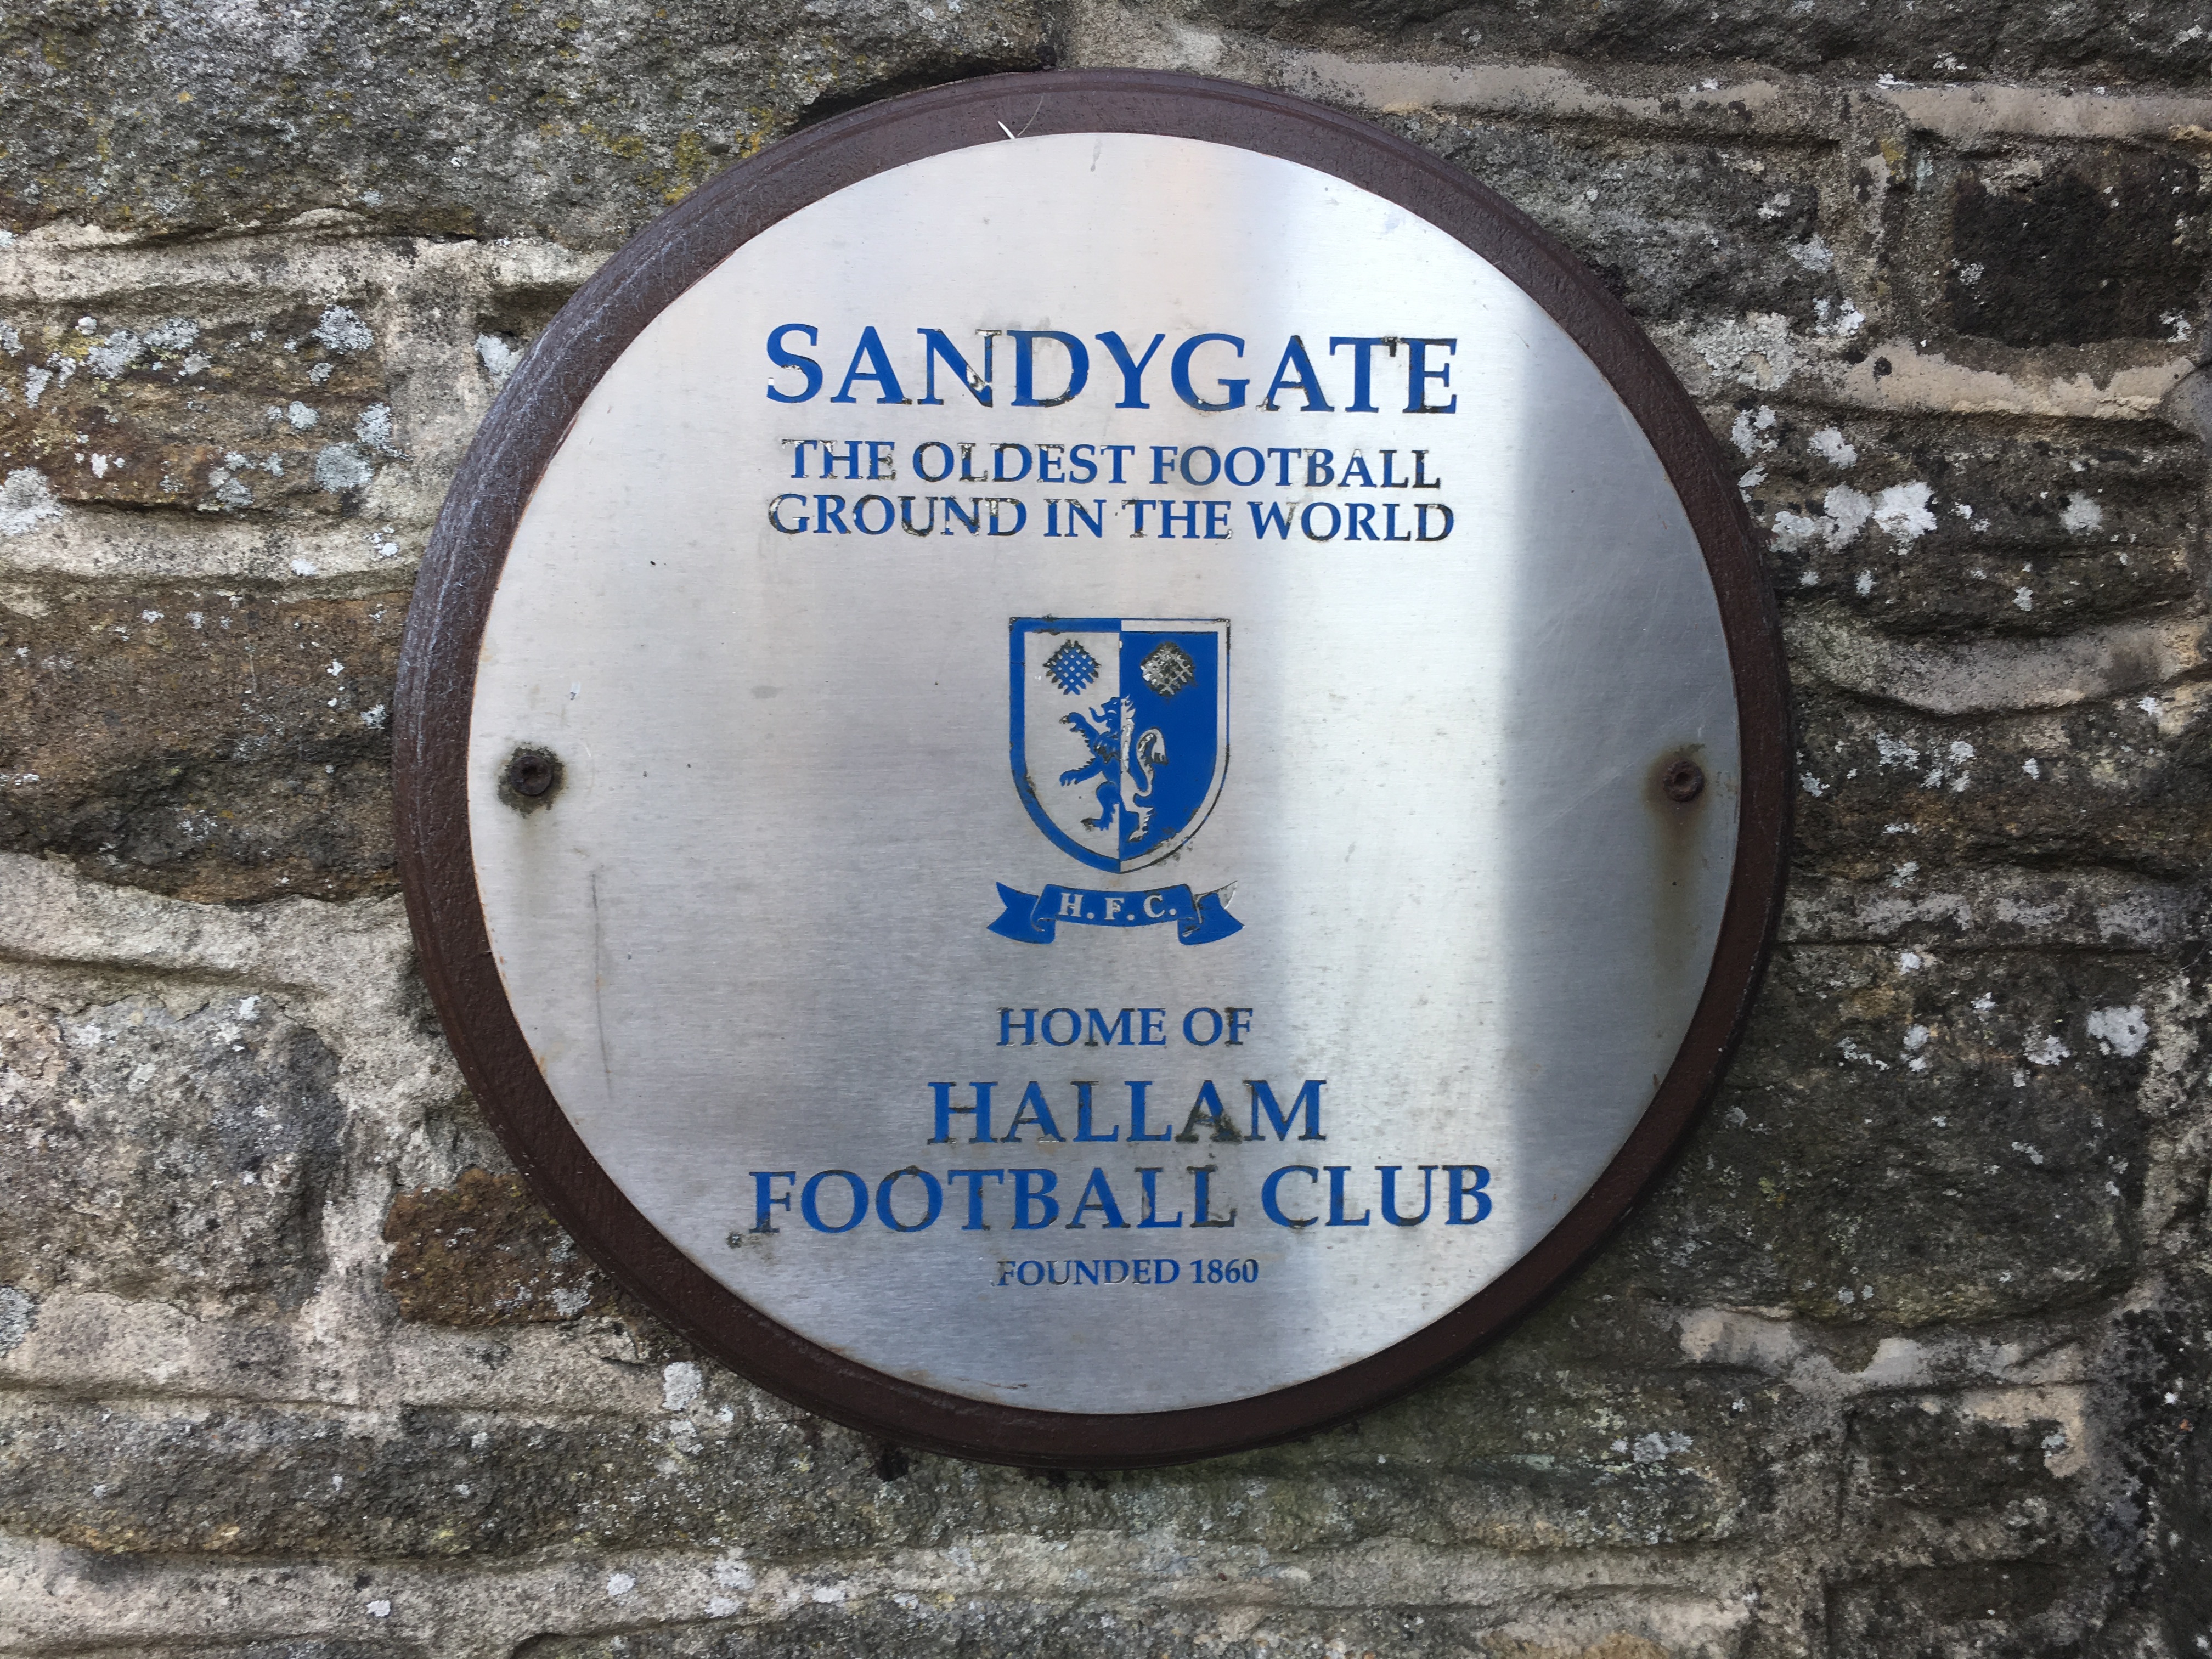 SANDYGATE
THE OLDEST FOOTBALL
GROUND IN THE WORLD
H.F.C.
HOME OF
HALLAM
FOOTBALL CLUB
FOUNDED 1860